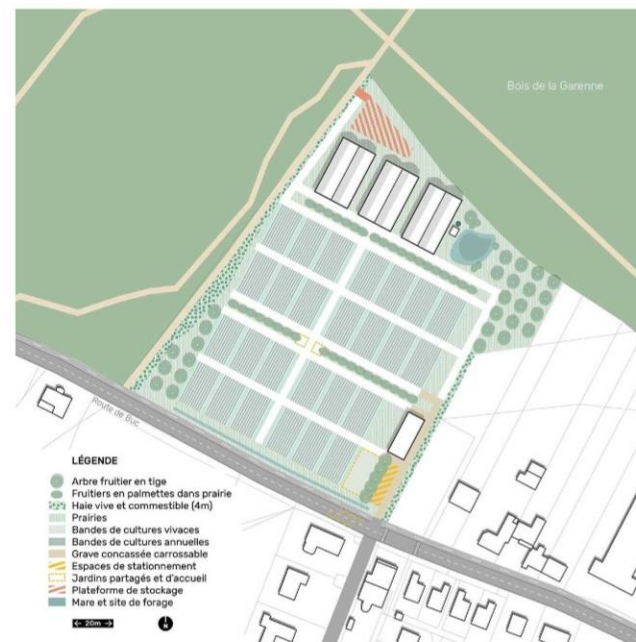 Bois de la Garenne
Route de Buc
LÉGENDE
Arbre fruitier en tige
Fruitiers en palmettes dans prairie
Haie vive et commestible (4m)
Prairies
Bandes de cultures vivaces
Bandes de cultures annuelles
Grave concassée carrossable
Espaces de stationnement
Jardins partagés et d'accueil
Plateforme de stockage
Mare et site de forage
20m
N